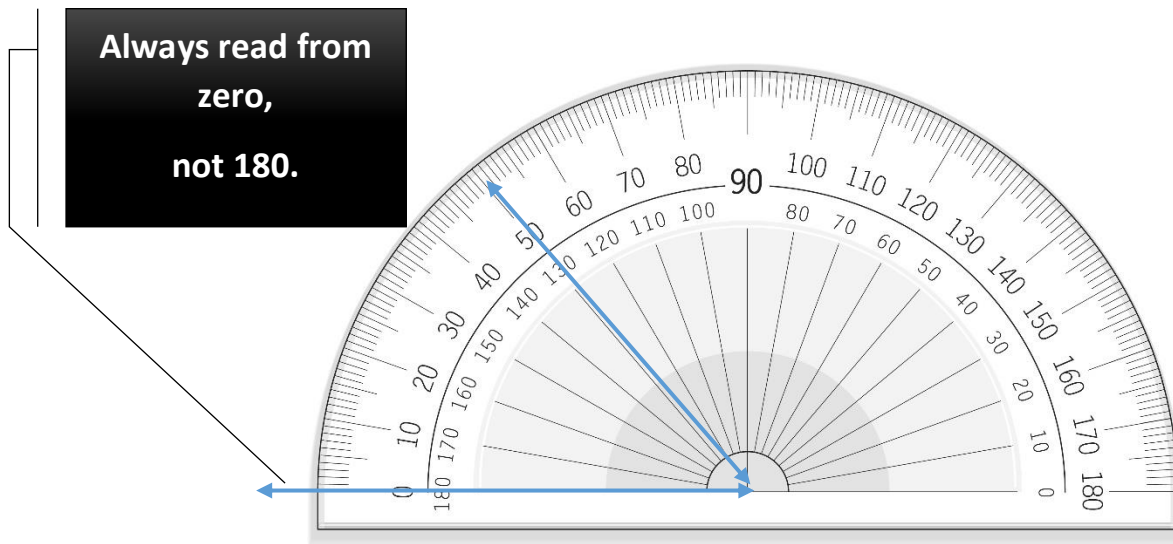 Always read from
zero,
not 180.
0 10 20 30 40 50 60 70 80 90 100 110 120 130 140 150 160 170 180
180 170 160 150 140 130 120 110 100 80 70 60 50 40 30 20 10 0